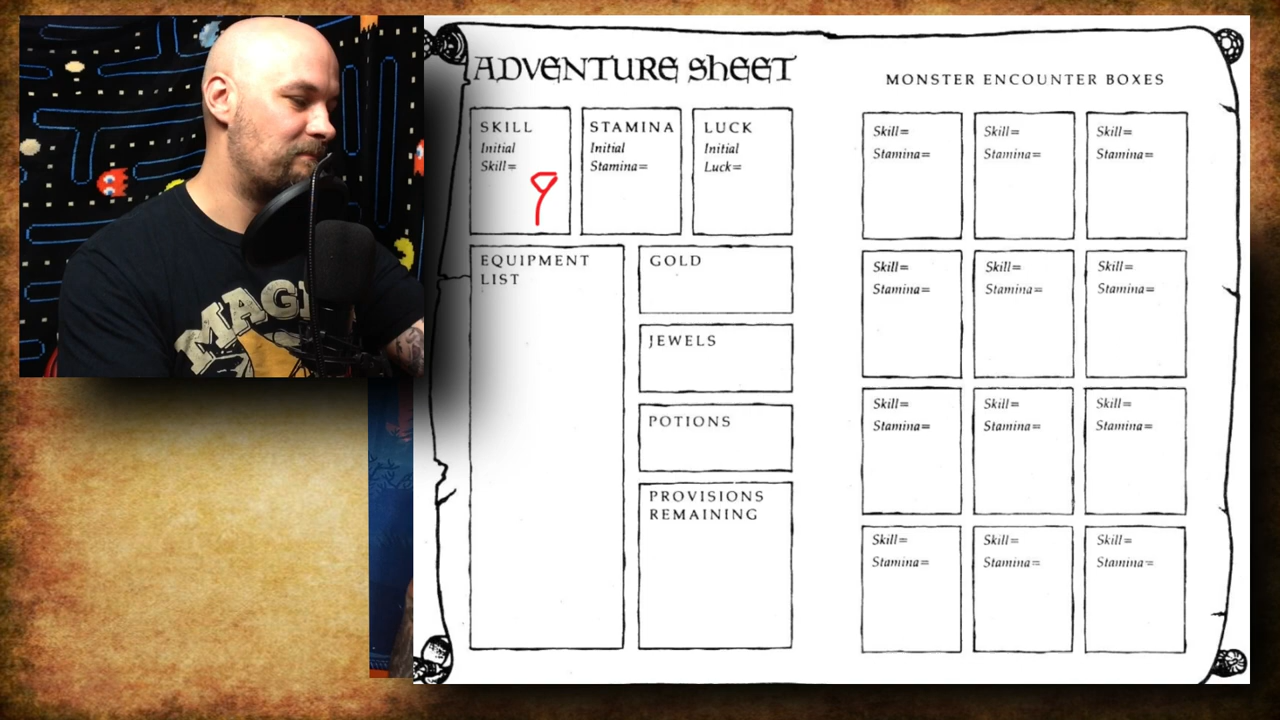 ADVENTURE SHEET
SKILL
Initial
Skill=
9
STAMINA
Initial
Stamina=
LUCK
Initial
Luck=
EQUIPMENT
LIST
GOLD
JEWELS
POTIONS
PROVISIONS
REMAINING
MONSTER ENCOUNTER BOXES
Skill=
Stamina=
Skill=
Stamina=
Skill=
Stamina=
Skill=
Stamina=
Skill=
Stamina=
Skill=
Stamina=
Skill=
Stamina=
Skill=
Stamina=
Skill=
Stamina=
Skill=
Stamina=
Skill=
Stamina=
Skill=
Stamina=